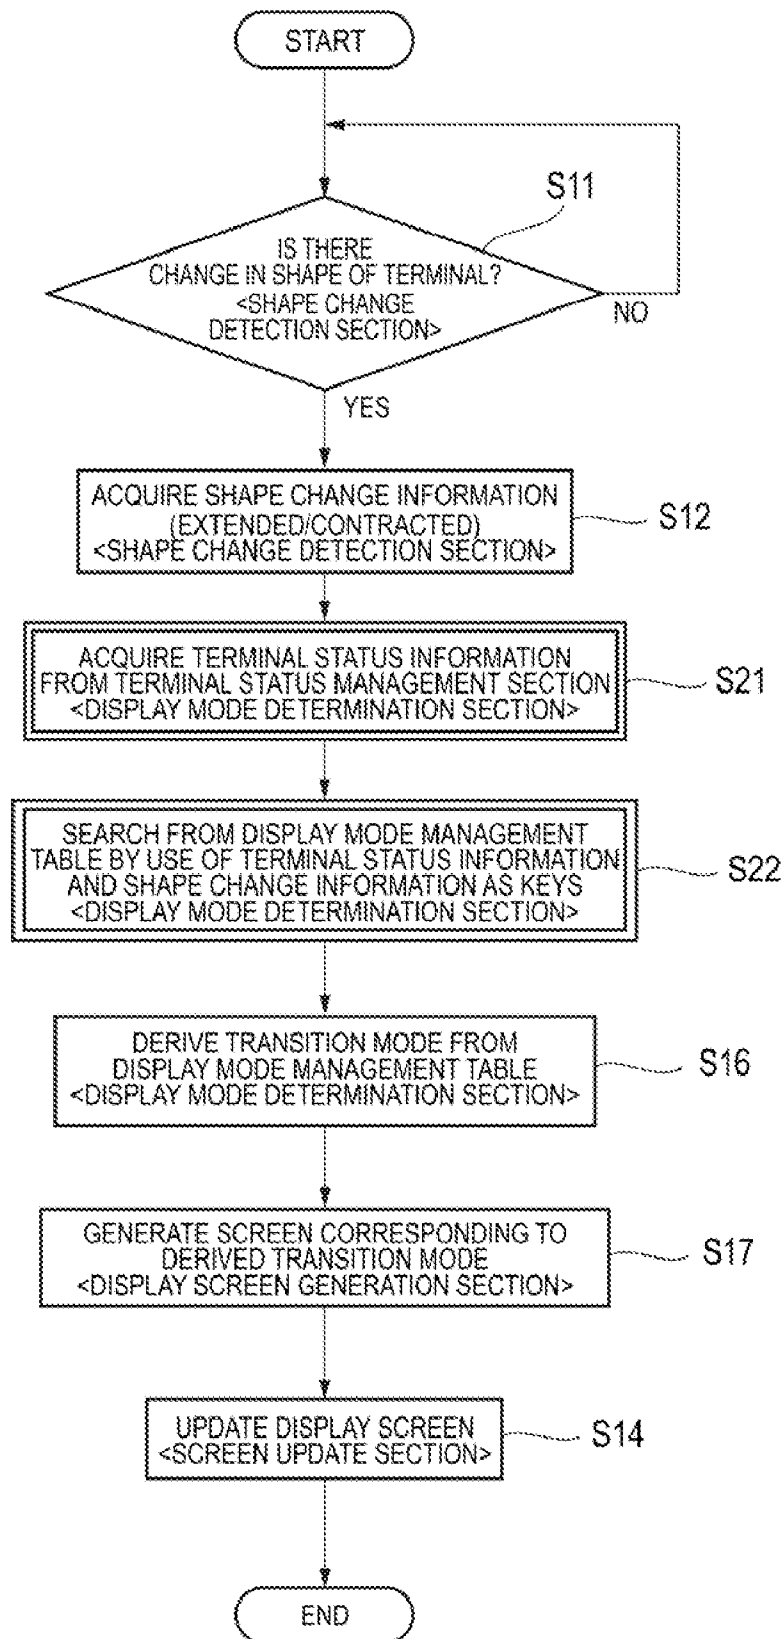 START
S11
IS THERE
CHANGE IN SHAPE OF TERMINAL?
<SHAPE CHANGE
DETECTION SECTION>
NO
YES
ACQUIRE SHAPE CHANGE INFORMATION
(EXTENDED/CONTRACTED)
<SHAPE CHANGE DETECTION SECTION>
S12
ACQUIRE TERMINAL STATUS INFORMATION
FROM TERMINAL STATUS MANAGEMENT SECTION
<DISPLAY MODE DETERMINATION SECTION>
S21
SEARCH FROM DISPLAY MODE MANAGEMENT
TABLE BY USE OF TERMINAL STATUS INFORMATION
AND SHAPE CHANGE INFORMATION AS KEYS
<DISPLAY MODE DETERMINATION SECTION>
S22
DERIVE TRANSITION MODE FROM
DISPLAY MODE MANAGEMENT TABLE
<DISPLAY MODE DETERMINATION SECTION>
S16
GENERATE SCREEN CORRESPONDING TO
DERIVED TRANSITION MODE
<DISPLAY SCREEN GENERATION SECTION>
S17
UPDATE DISPLAY SCREEN
<SCREEN UPDATE SECTION>
S14
END